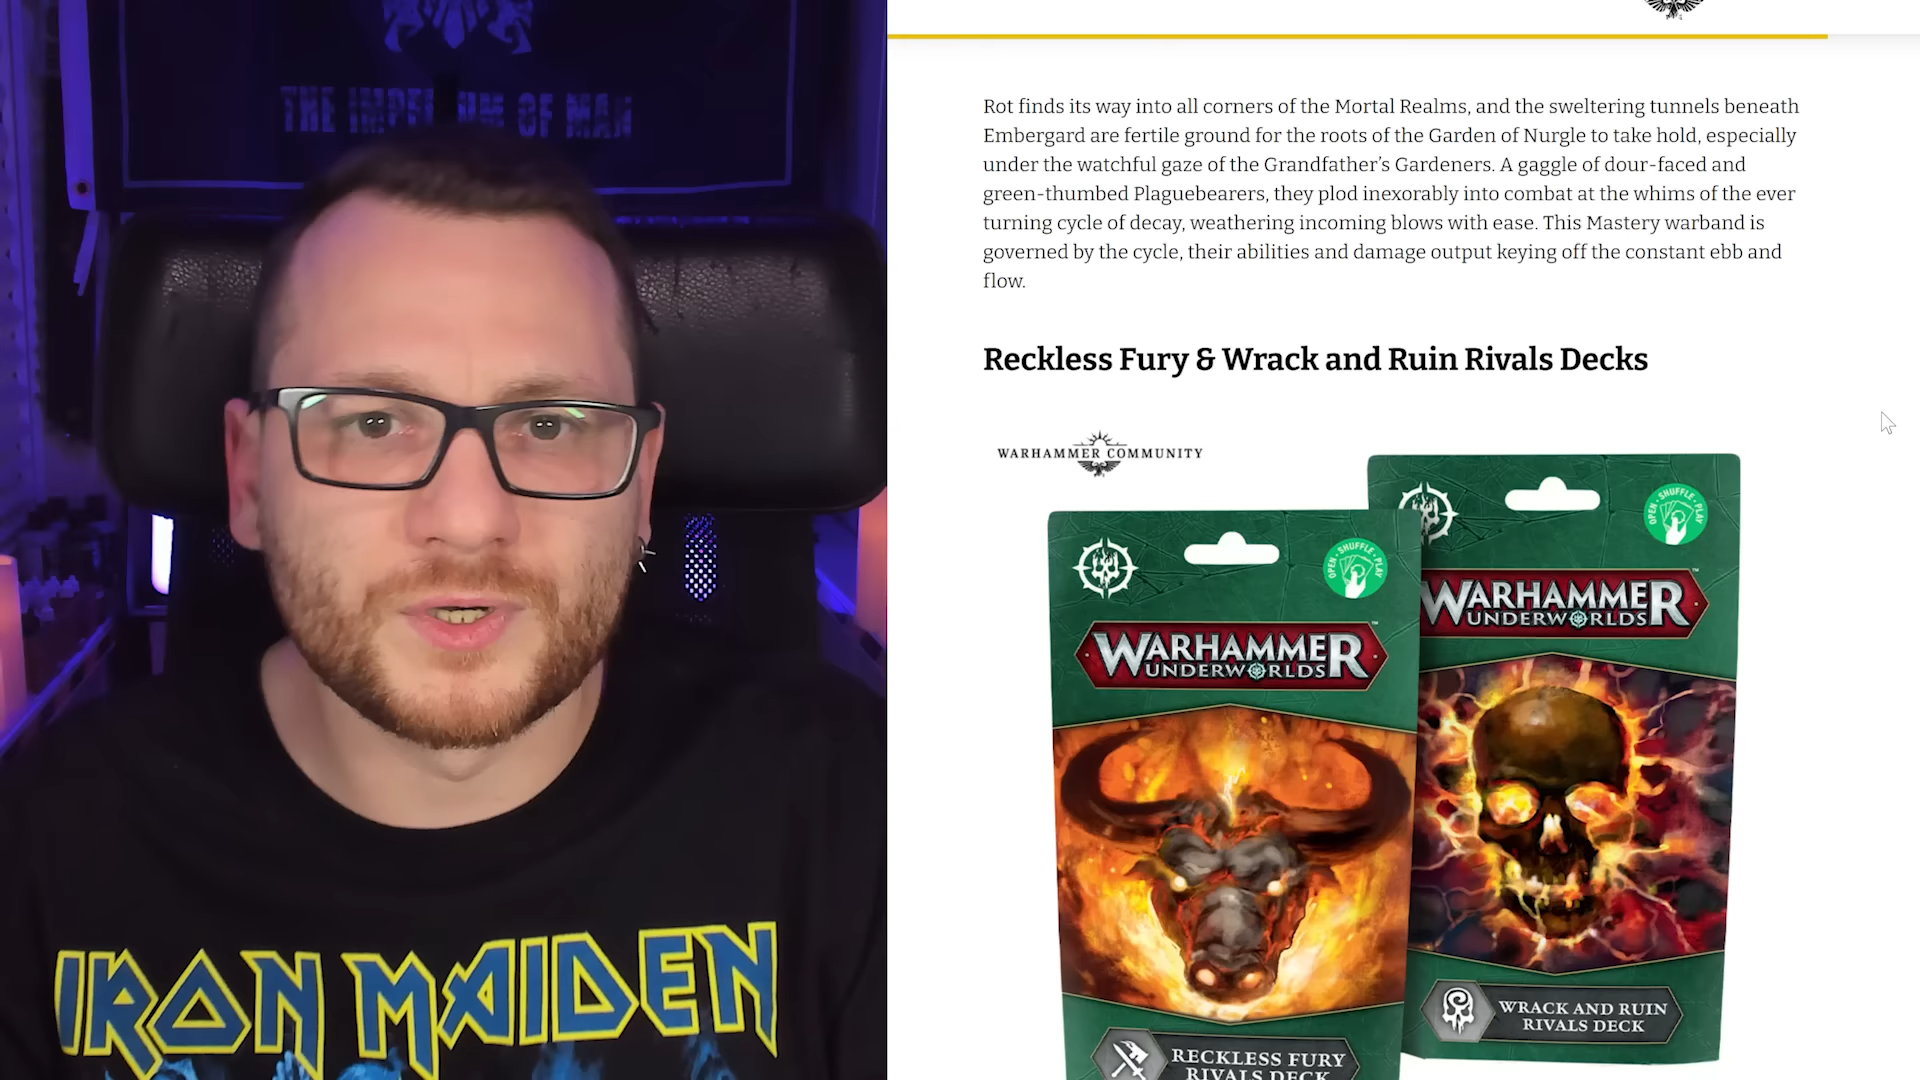 THE IMPERIUM OF MAN
IRON MAIDEN
Rot finds its way into all corners of the Mortal Realms, and the sweltering tunnels beneath
Embergard are fertile ground for the roots of the Garden of Nurgle to take hold, especially
under the watchful gaze of the Grandfather’s Gardeners. A gaggle of dour-faced and
green-thumbed Plaguebearers, they plod inexorably into combat at the whims of the ever
turning cycle of decay, weathering incoming blows with ease. This Mastery warband is
governed by the cycle, their abilities and damage output keying off the constant ebb and
flow.
Reckless Fury & Wrack and Ruin Rivals Decks
WARHAMMER COMMUNITY
OPEN • SHUFFLE • PLAY
WARHAMMER™
UNDERWORLDS
RECKLESS FURY
RIVALS DECK
OPEN • SHUFFLE • PLAY
WARHAMMER™
UNDERWORLDS
WRACK AND RUIN
RIVALS DECK